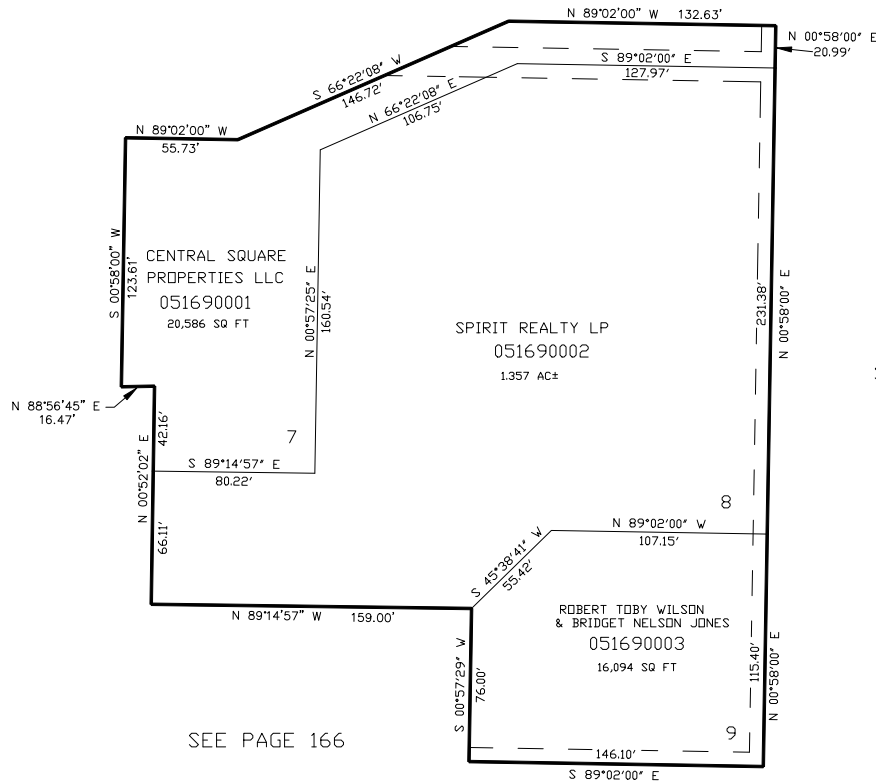 N 89°02'00" W 132.63'
N 00°58'00" E
20.99'
S 89°02'00" E
127.97'
S 66°22'08" W
146.72'
N 66°22'08" E
106.75'
N 89°02'00" W
55.73'
S 00°58'00" W
123.61'
CENTRAL SQUARE
PROPERTIES LLC
051690001
20,586 SQ FT
N 00°57'25" E
160.54'
SPIRIT REALTY LP
051690002
1.357 AC±
231.38'
N 00°58'00" E
N 88°56'45" E
16.47'
42.16'
N 00°52'02" E
66.11'
7
S 89°14'57" E
80.22'
8
N 89°02'00" W
107.15'
S 45°38'41" W
55.42'
N 89°14'57" W 159.00'
ROBERT TOBY WILSON
& BRIDGET NELSON JONES
051690003
16,094 SQ FT
S 00°57'29" W
76.00'
115.40'
N 00°58'00" E
9
SEE PAGE 166
146.10'
S 89°02'00" E